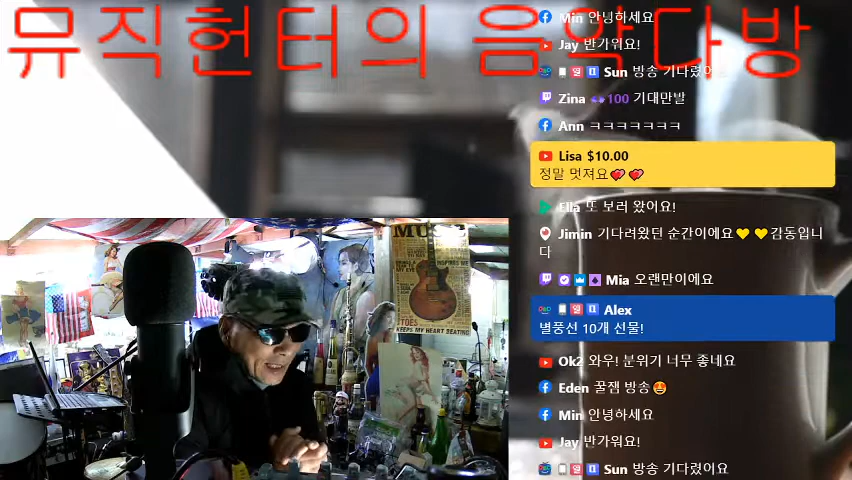 뮤직헌터의 음악다방
Min 안녕하세요
Jay 반가워요!
Sun 방송 기다렸어요
Zina 100 기대만발
Ann ㅋㅋㅋㅋㅋㅋㅋ
Lisa $10.00
정말 멋져요💕💕
Ella 또 보러 왔어요!
Jimin 기다려왔던 순간이에요💛 💛감동입니
다
Mia 오랜만이에요
Alex
별풍선 10개 선물!
Ok2 와우! 분위기 너무 좋네요
Eden 꿀잼 방송🤩
Min 안녕하세요
Jay 반가워요!
Sun 방송 기다렸어요
MUSIC
KEEPS MY HEART BEATING